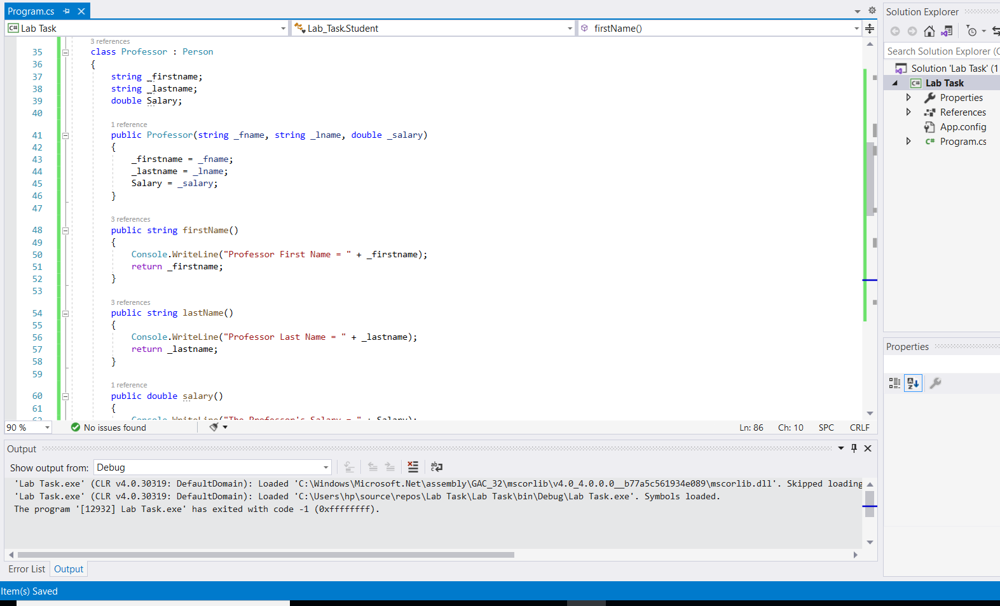 Program.cs
Lab Task
Lab_Task.Student
firstName()
3 references
35 class Professor : Person
36 {
37 string _firstname;
38 string _lastname;
39 double Salary;
40
1 reference
41 public Professor(string _fname, string _lname, double _salary)
42 {
43 _firstname = _fname;
44 _lastname = _lname;
45 Salary = _salary;
46 }
47
3 references
48 public string firstName()
49 {
50 Console.WriteLine("Professor First Name = " + _firstname);
51 return _firstname;
52 }
53
3 references
54 public string lastName()
55 {
56 Console.WriteLine("Professor Last Name = " + _lastname);
57 return _lastname;
58 }
59
1 reference
60 public double salary()
61 {
62 Console.WriteLine("The Professor's Salary = " + Salary);
90 % No issues found Ln: 86 Ch: 10 SPC CRLF
Output
Show output from: Debug
'Lab Task.exe' (CLR v4.0.30319: DefaultDomain): Loaded 'C:\Windows\Microsoft.Net\assembly\GAC_32\mscorlib\v4.0_4.0.0.0__b77a5c561934e089\mscorlib.dll'. Skipped loading
'Lab Task.exe' (CLR v4.0.30319: DefaultDomain): Loaded 'C:\Users\hp\source\repos\Lab Task\Lab Task\bin\Debug\Lab Task.exe'. Symbols loaded.
The program '[12932] Lab Task.exe' has exited with code -1 (0xffffffff).
Error List Output
Item(s) Saved
Solution Explorer
Search Solution Explorer (C
Solution 'Lab Task' (1
C# Lab Task
Properties
References
App.config
C# Program.cs
Properties